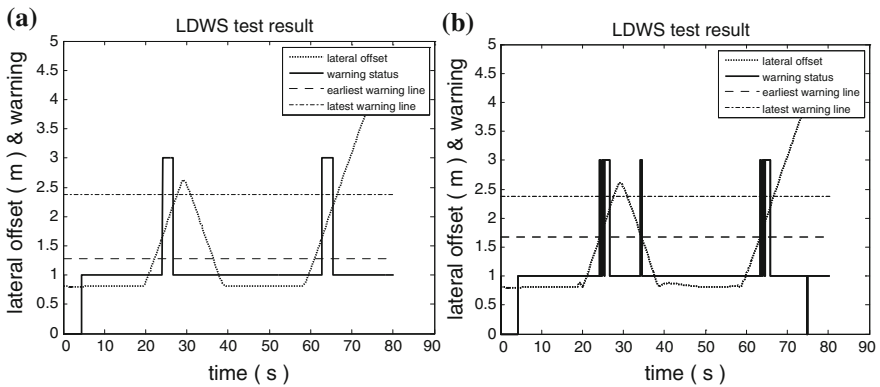 (a)
LDWS test result
lateral offset ( m ) & warning
5
4.5
4
3.5
3
2.5
2
1.5
1
0.5
0
lateral offset
warning status
earliest warning line
latest warning line
0 10 20 30 40 50 60 70 80 90
time ( s )
(b)
LDWS test result
lateral offset ( m ) & warning
5
4.5
4
3.5
3
2.5
2
1.5
1
0.5
0
lateral offset
warning status
earliest warning line
latest warning line
0 10 20 30 40 50 60 70 80 90
time ( s )